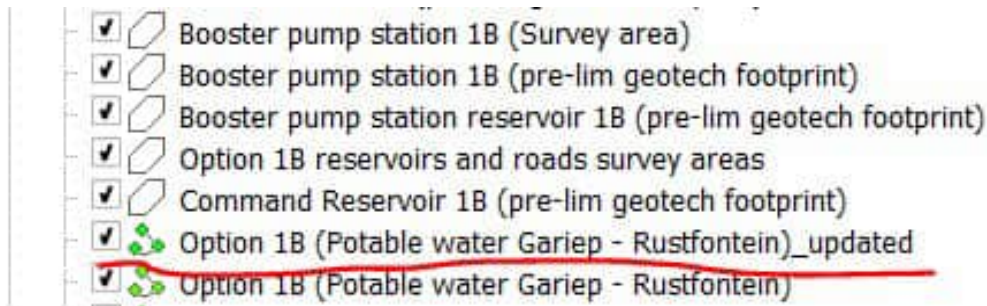 Booster pump station 1B (Survey area)
Booster pump station 1B (pre-lim geotech footprint)
Booster pump station reservoir 1B (pre-lim geotech footprint)
Option 1B reservoirs and roads survey areas
Command Reservoir 1B (pre-lim geotech footprint)
Option 1B (Potable water Gariep - Rustfontein)_updated
Option 1B (Potable water Gariep - Rustfontein)